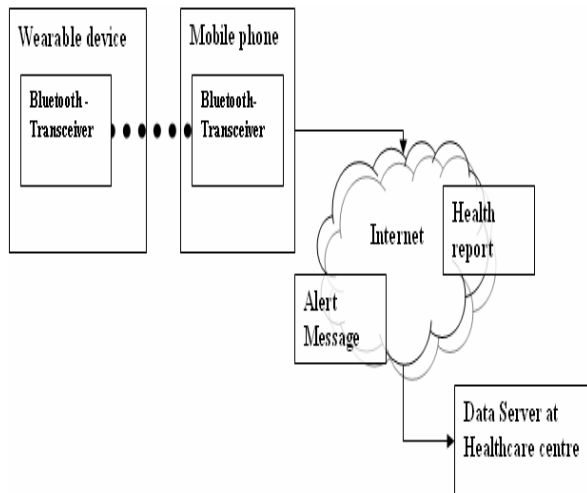 Wearable device
Bluetooth -
Transceiver
Mobile phone
Bluetooth-
Transceiver
Internet
Health
report
Alert
Message
Data Server at
Healthcare centre